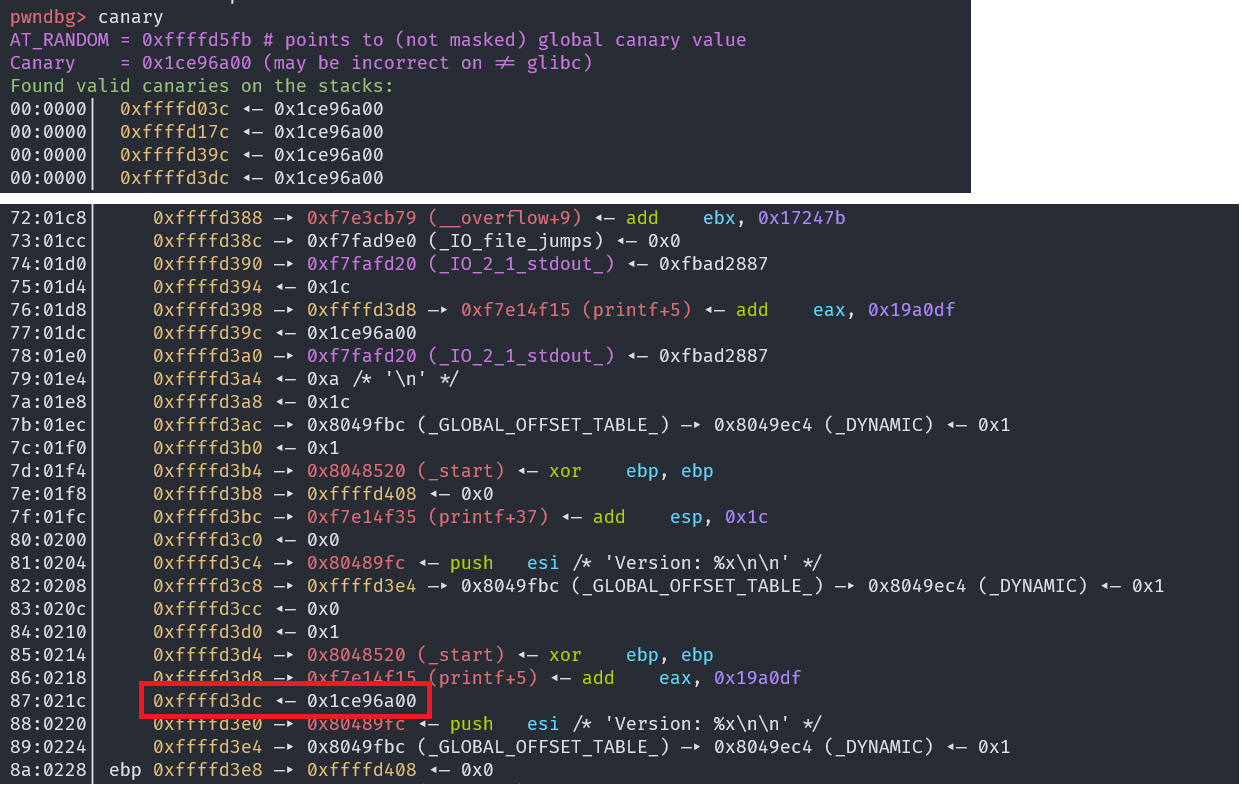 pwndbg> canary
AT_RANDOM = 0xffffd5fb # points to (not masked) global canary value
Canary    = 0x1ce96a00 (may be incorrect on ≠ glibc)
Found valid canaries on the stacks:
00:0000│  0xffffd03c ◂— 0x1ce96a00
00:0000│  0xffffd17c ◂— 0x1ce96a00
00:0000│  0xffffd39c ◂— 0x1ce96a00
00:0000│  0xffffd3dc ◂— 0x1ce96a00
72:01c8│     0xffffd388 —▸ 0xf7e3cb79 (__overflow+9) ◂— add    ebx, 0x17247b
73:01cc│     0xffffd38c —▸ 0xf7fad9e0 (_IO_file_jumps) ◂— 0x0
74:01d0│     0xffffd390 —▸ 0xf7fafd20 (_IO_2_1_stdout_) ◂— 0xfbad2887
75:01d4│     0xffffd394 ◂— 0x1c
76:01d8│     0xffffd398 —▸ 0xffffd3d8 —▸ 0xf7e14f15 (printf+5) ◂— add    eax, 0x19a0df
77:01dc│     0xffffd39c ◂— 0x1ce96a00
78:01e0│     0xffffd3a0 —▸ 0xf7fafd20 (_IO_2_1_stdout_) ◂— 0xfbad2887
79:01e4│     0xffffd3a4 ◂— 0xa /* '\n' */
7a:01e8│     0xffffd3a8 ◂— 0x1c
7b:01ec│     0xffffd3ac —▸ 0x8049fbc (_GLOBAL_OFFSET_TABLE_) —▸ 0x8049ec4 (_DYNAMIC) ◂— 0x1
7c:01f0│     0xffffd3b0 ◂— 0x1
7d:01f4│     0xffffd3b4 —▸ 0x8048520 (_start) ◂— xor    ebp, ebp
7e:01f8│     0xffffd3b8 —▸ 0xffffd408 ◂— 0x0
7f:01fc│     0xffffd3bc —▸ 0xf7e14f35 (printf+37) ◂— add    esp, 0x1c
80:0200│     0xffffd3c0 ◂— 0x0
81:0204│     0xffffd3c4 —▸ 0x80489fc ◂— push   esi /* 'Version: %x\n\n' */
82:0208│     0xffffd3c8 —▸ 0xffffd3e4 —▸ 0x8049fbc (_GLOBAL_OFFSET_TABLE_) —▸ 0x8049ec4 (_DYNAMIC) ◂— 0x1
83:020c│     0xffffd3cc ◂— 0x0
84:0210│     0xffffd3d0 ◂— 0x1
85:0214│     0xffffd3d4 —▸ 0x8048520 (_start) ◂— xor    ebp, ebp
86:0218│     0xffffd3d8 —▸ 0xf7e14f15 (printf+5) ◂— add    eax, 0x19a0df
87:021c│     0xffffd3dc ◂— 0x1ce96a00
88:0220│     0xffffd3e0 —▸ 0x80489fc ◂— push   esi /* 'Version: %x\n\n' */
89:0224│     0xffffd3e4 —▸ 0x8049fbc (_GLOBAL_OFFSET_TABLE_) —▸ 0x8049ec4 (_DYNAMIC) ◂— 0x1
8a:0228│ ebp 0xffffd3e8 —▸ 0xffffd408 ◂— 0x0